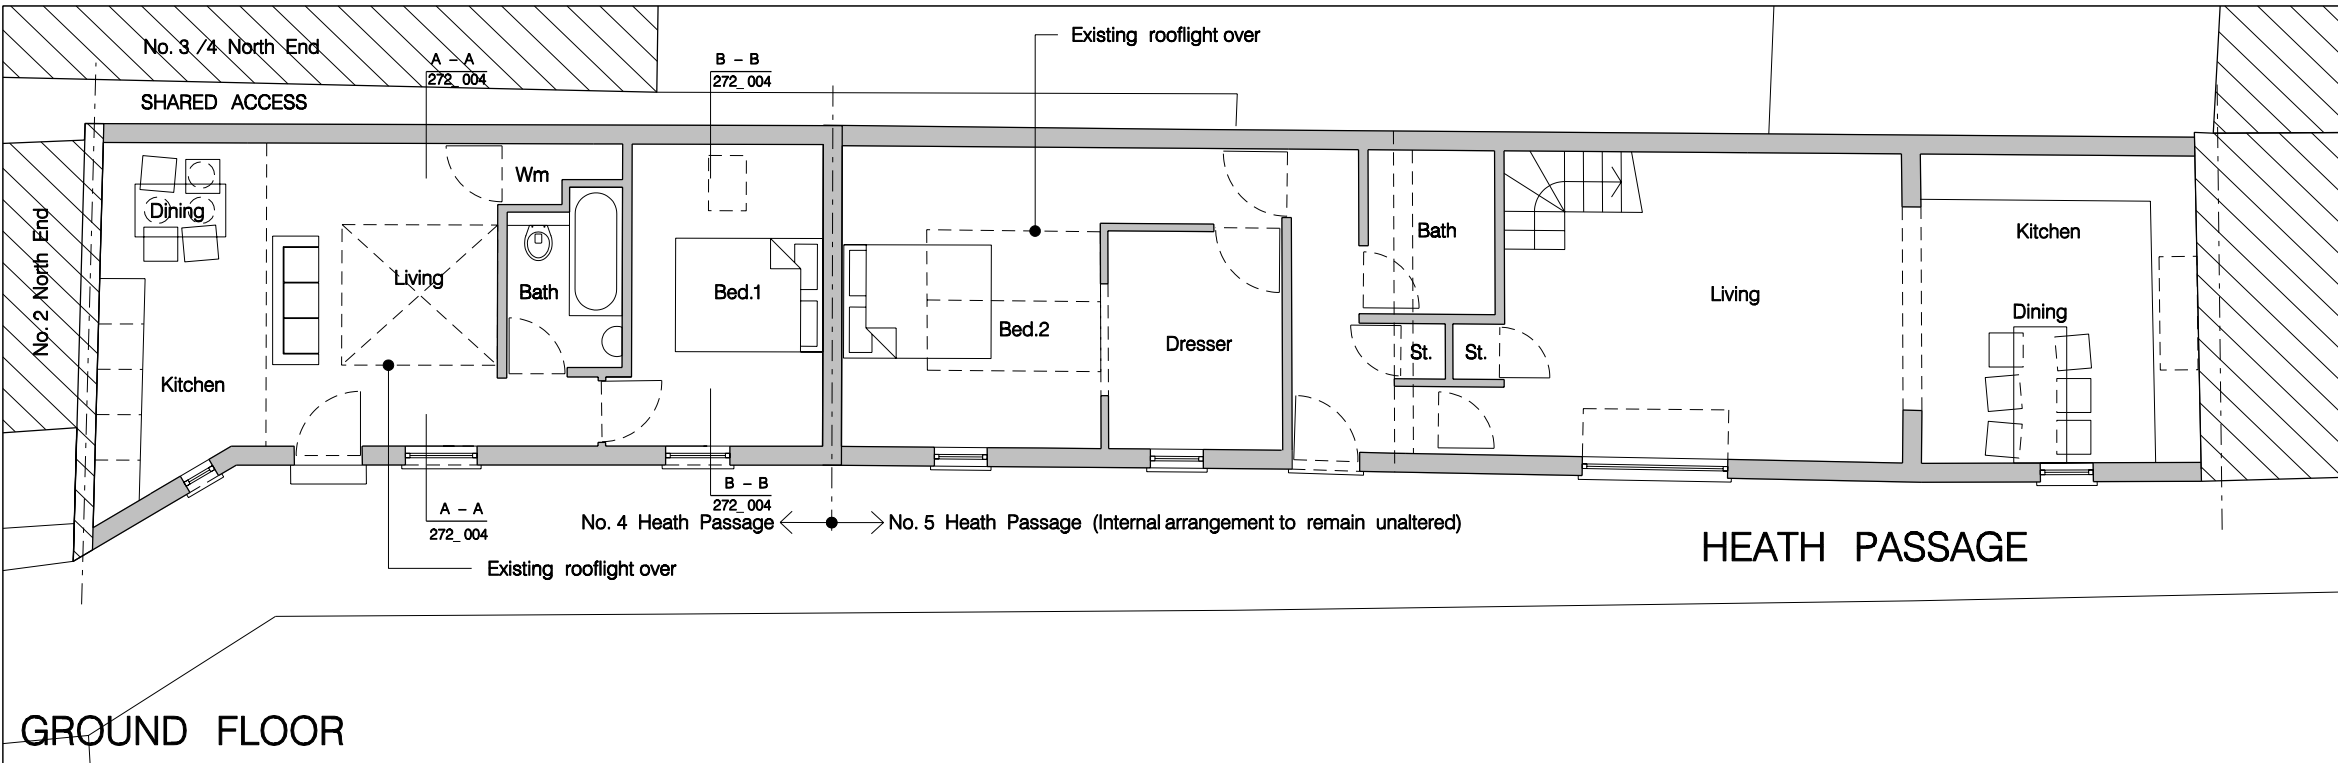 Existing rooflight over
No. 3 /4 North End
A - A
272_004
B - B
272_004
SHARED ACCESS
Wm
Dining
No. 2 North End
Living
Bath
Bed.1
Kitchen
Bed.2
Dresser
Bath
St.
St.
Living
Kitchen
Dining
A - A
272_004
B - B
272_004
No. 4 Heath Passage
No. 5 Heath Passage (Internal arrangement to remain unaltered)
Existing rooflight over
HEATH PASSAGE
GROUND FLOOR